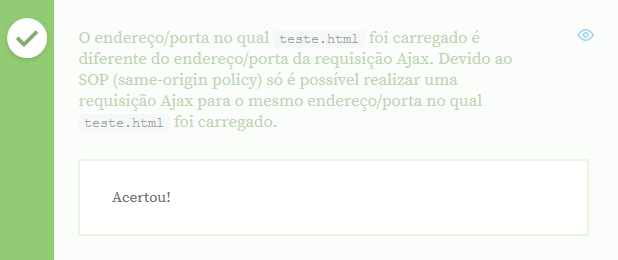 O endereço/porta no qual teste.html foi carregado é
diferente do endereço/porta da requisição Ajax. Devido ao
SOP (same-origin policy) só é possível realizar uma
requisição Ajax para o mesmo endereço/porta no qual
teste.html foi carregado.
Acertou!